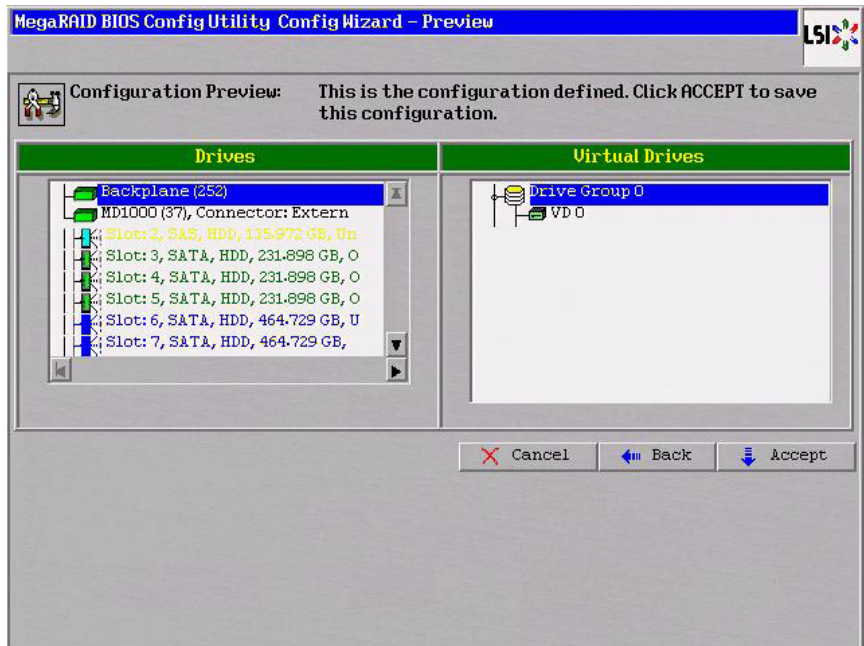 MegaRAID BIOS Config Utility Config Wizard - Preview
LSI
Configuration Preview: This is the configuration defined. Click ACCEPT to save
this configuration.
Drives
Backplane (252)
MD1000 (37), Connector: Extern
Slot: 2, SAS, HDD, 135.972 GB, Un
Slot: 3, SATA, HDD, 231.898 GB, O
Slot: 4, SATA, HDD, 231.898 GB, O
Slot: 5, SATA, HDD, 231.898 GB, O
Slot: 6, SATA, HDD, 464.729 GB, U
Slot: 7, SATA, HDD, 464.729 GB,
Virtual Drives
Drive Group 0
VD 0
Cancel
Back
Accept